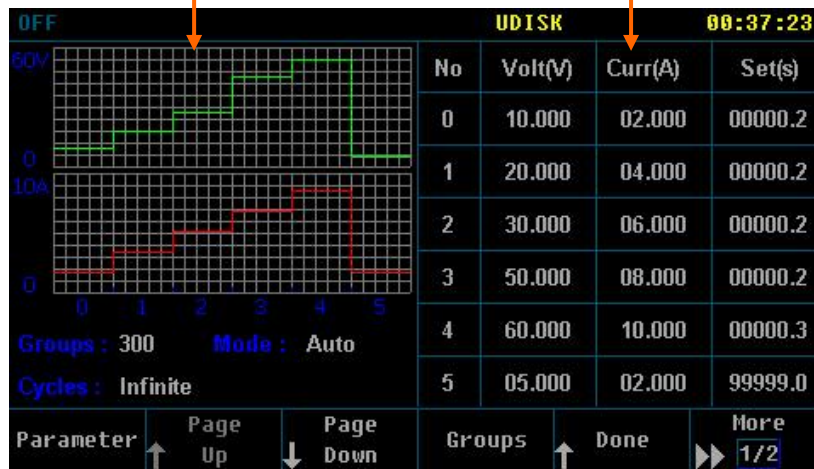 OFF UDISK 00:37:23
60V
0
10A
0
0 1 2 3 4 5
Groups : 300 Mode : Auto
Cycles : Infinite
No Volt(V) Curr(A) Set(s)
0 10.000 02.000 00000.2
1 20.000 04.000 00000.2
2 30.000 06.000 00000.2
3 50.000 08.000 00000.2
4 60.000 10.000 00000.3
5 05.000 02.000 99999.0
Parameter Page Up Page Down Groups Done More 1/2